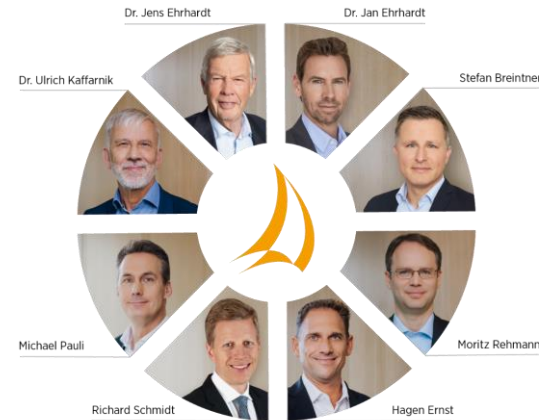 Dr. Jens Ehrhardt
Dr. Jan Ehrhardt
Dr. Ulrich Kaffarnik
Stefan Breintner
Michael Pauli
Moritz Rehmann
Richard Schmidt
Hagen Ernst